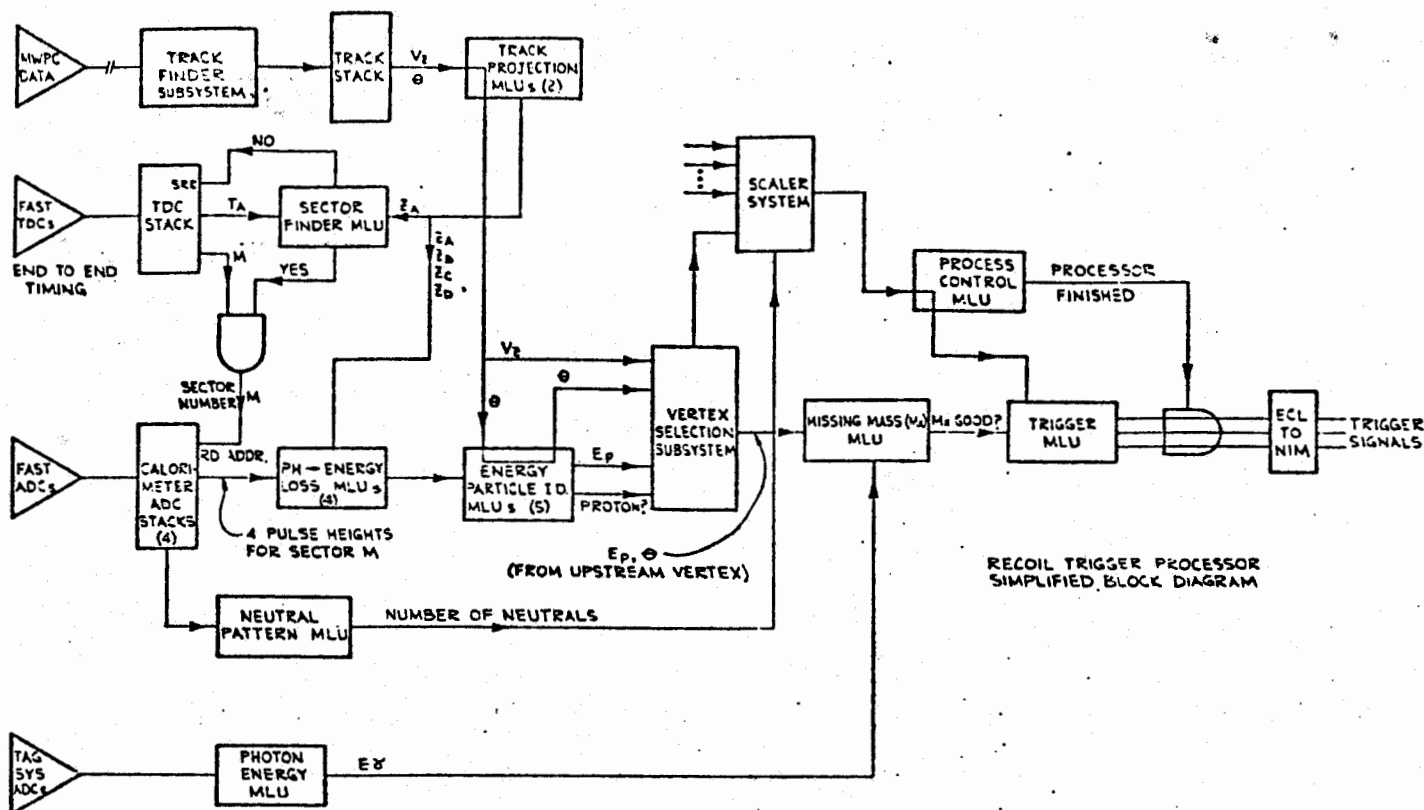 MWPC
DATA
TRACK
FINDER
SUBSYSTEM
TRACK
STACK
Vz
θ
TRACK
PROJECTION
MLUs (2)
NO
FAST
TDCs
END TO END
TIMING
TDC
STACK
TA
M
SECTOR
FINDER MLU
YES
ZA
ZA
ZB
ZC
ZD
SCALER
SYSTEM
PROCESS
CONTROL
MLU
PROCESSOR
FINISHED
SECTOR
NUMBER
M
Vz
θ
θ
FAST
ADCs
CALORI-
METER
ADC
STACKS
(4)
RD ADDR.
PH → ENERGY
LOSS MLUs
(4)
4 PULSE HEIGHTS
FOR SECTOR M
ENERGY
PARTICLE I.D.
MLUs (5)
Ep
PROTON?
VERTEX
SELECTION
SUBSYSTEM
Ep, θ
(FROM UPSTREAM VERTEX)
MISSING MASS (Mx)
MLU
Mx GOOD?
TRIGGER
MLU
ECL
TO
NIM
TRIGGER
SIGNALS
RECOIL TRIGGER PROCESSOR
SIMPLIFIED BLOCK DIAGRAM
NEUTRAL
PATTERN MLU
NUMBER OF NEUTRALS
TAG
SYS
ADCs
PHOTON
ENERGY
MLU
Eγ